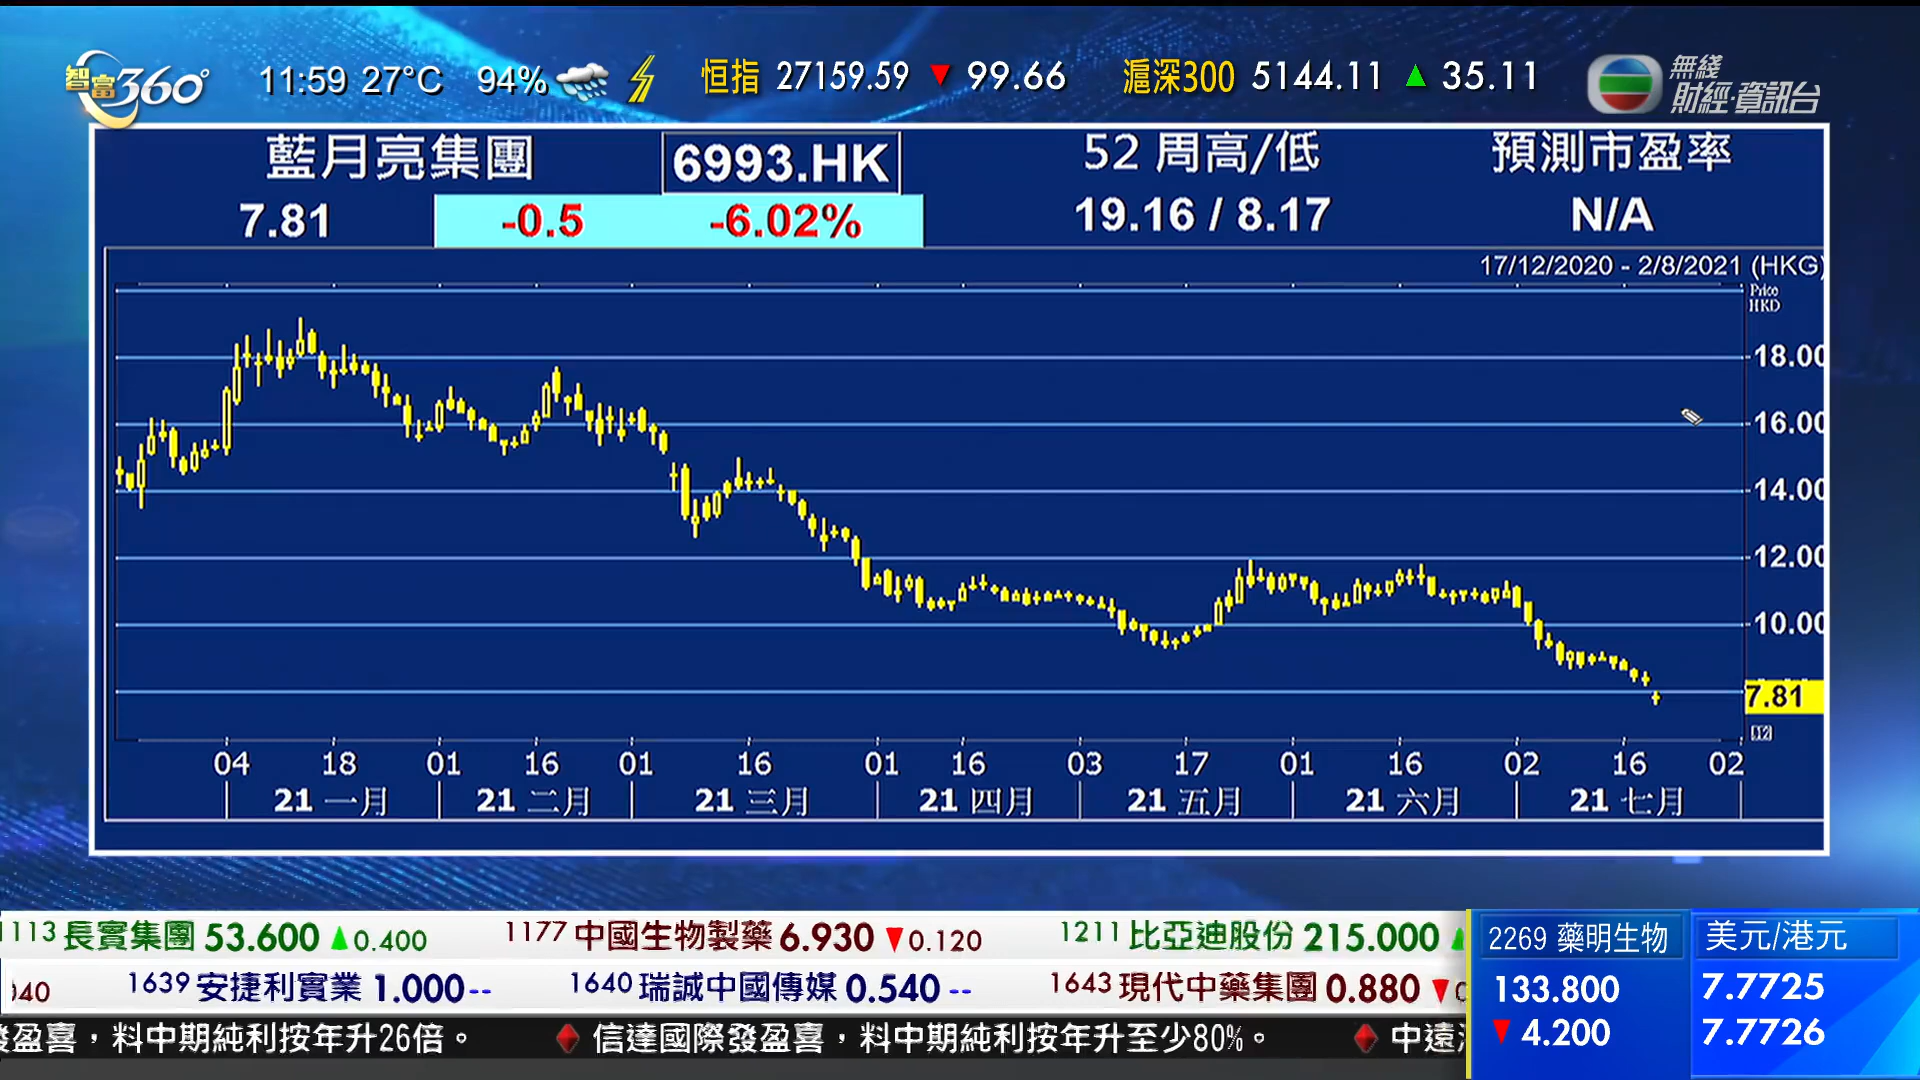 智富360°
11:59 27°C 94%
恒指 27159.59 ▼ 99.66
滬深300 5144.11 ▲ 35.11
無綫
財經·資訊台
藍月亮集團 6993.HK 52 周高/低 預測市盈率
7.81 -0.5 -6.02% 19.16 / 8.17 N/A
17/12/2020 - 2/8/2021 (HKG)
Price
HKD
18.00
16.00
14.00
12.00
10.00
7.81
04 18 01 16 01 16 01 16 03 17 01 16 02 16 02
21 一月 21 二月 21 三月 21 四月 21 五月 21 六月 21 七月
1113 長實集團 53.600 ▲ 0.400 1177 中國生物製藥 6.930 ▼ 0.120 1211 比亞迪股份 215.000 ▲
040 1639 安捷利實業 1.000 -- 1640 瑞誠中國傳媒 0.540 -- 1643 現代中藥集團 0.880 ▼
發盈喜，料中期純利按年升26倍。 信達國際發盈喜，料中期純利按年升至少80%。 中遠
2269 藥明生物
133.800
▼ 4.200
美元/港元
7.7725
7.7726